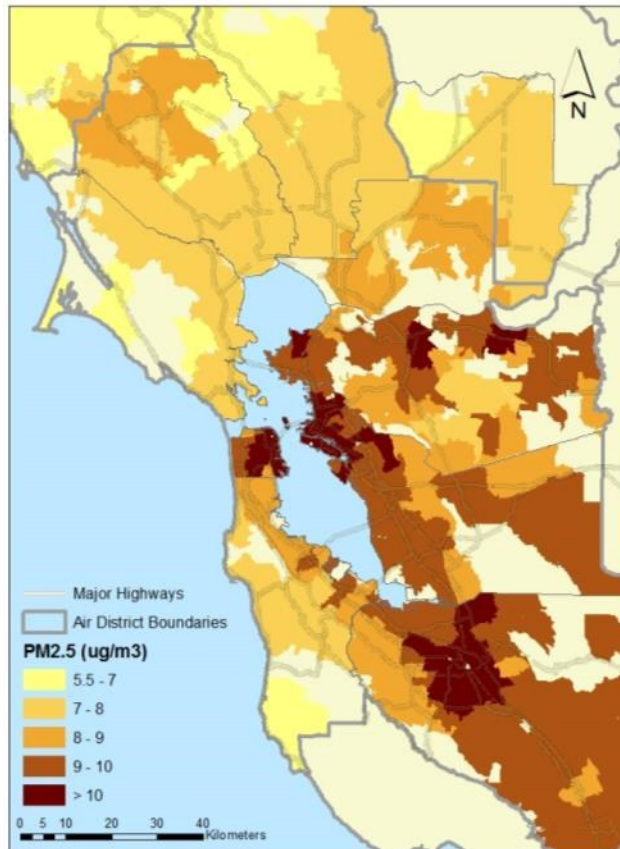 N
Major Highways
Air District Boundaries
PM2.5 (ug/m3)
5.5 - 7
7 - 8
8 - 9
9 - 10
> 10
0 5 10 20 30 40
Kilometers